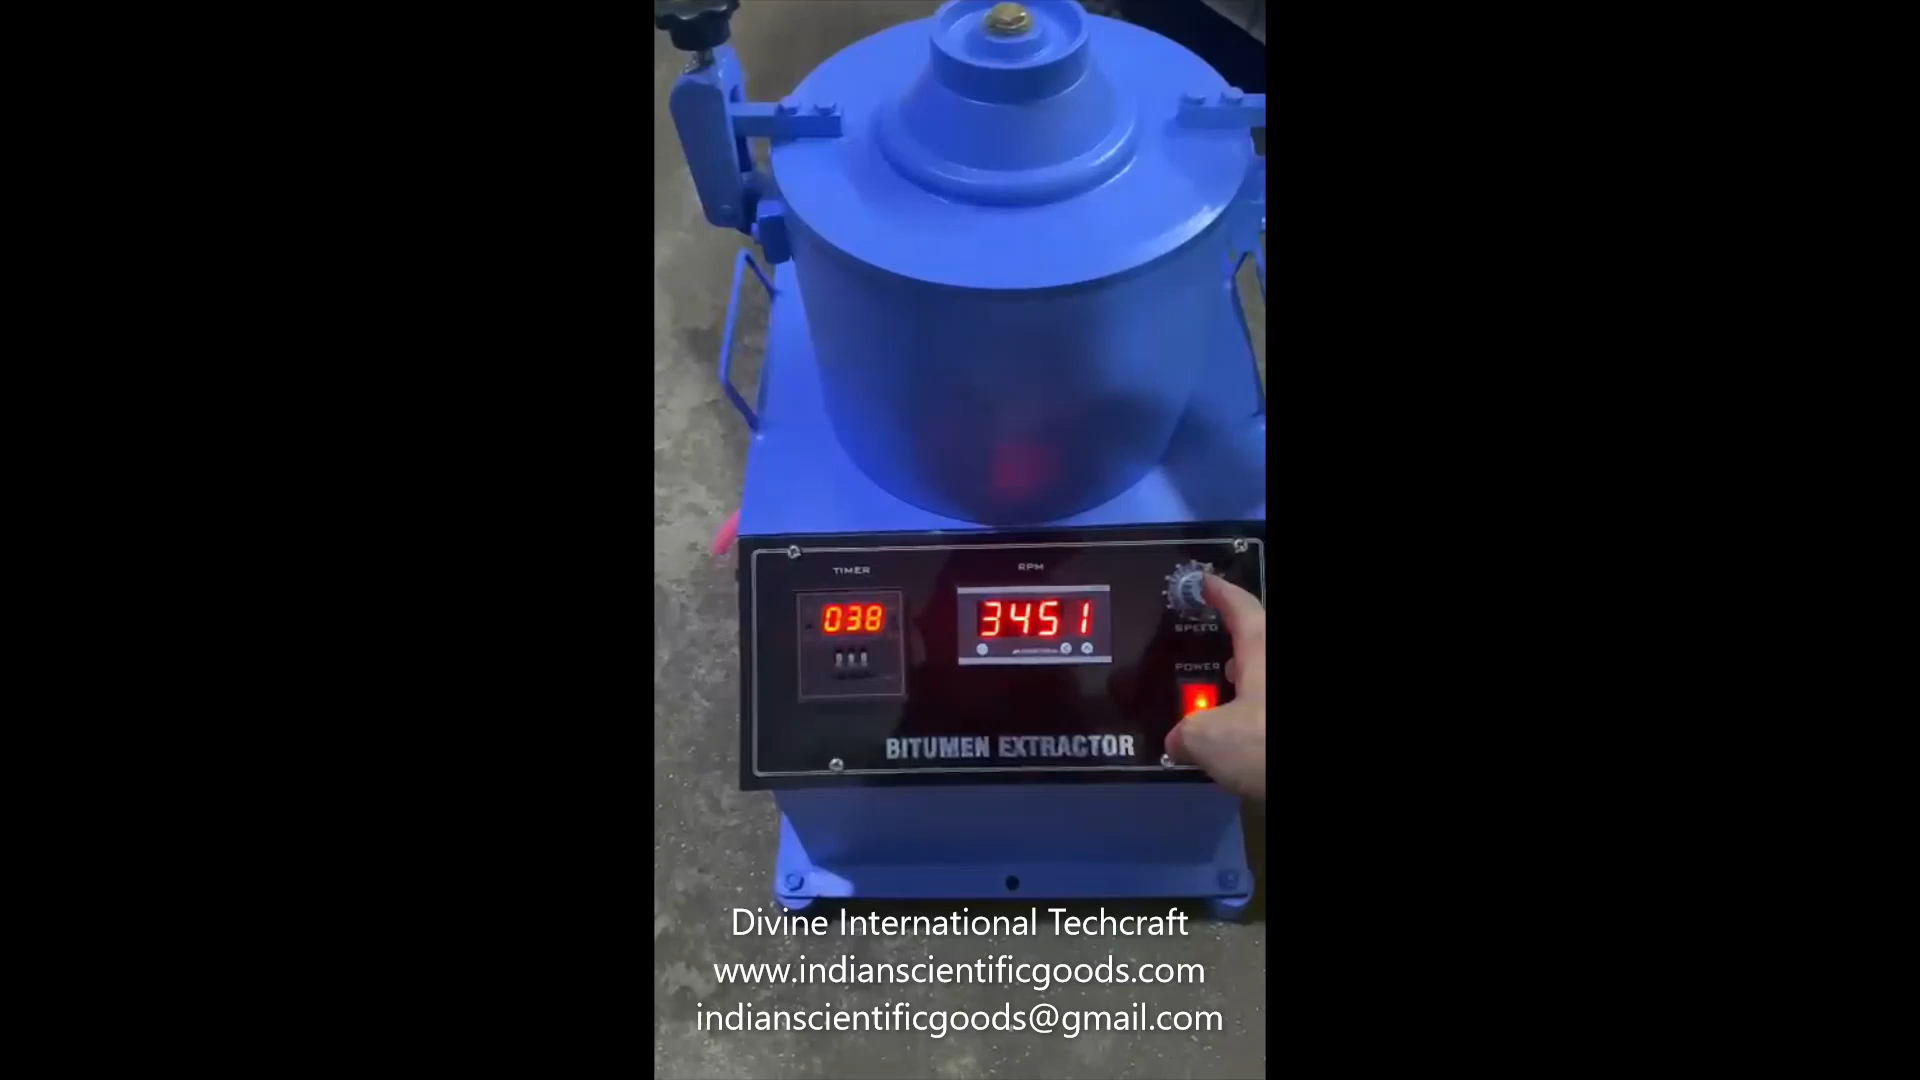 TIMER
RPM
038
3451
SPEED
POWER
BITUMEN EXTRACTOR
Divine International Techcraft
www.indianscientificgoods.com
indianscientificgoods@gmail.com